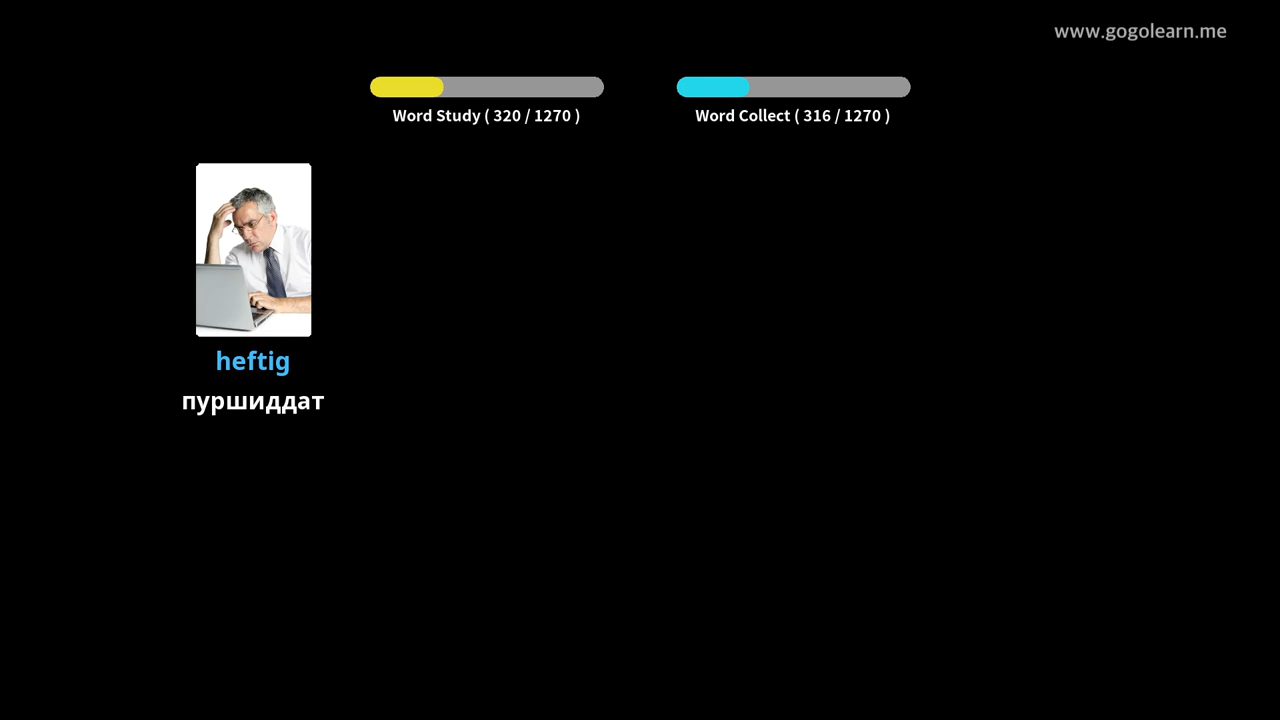 www.gogolearn.me
Word Study ( 320 / 1270 )
Word Collect ( 316 / 1270 )
heftig
пуршиддат